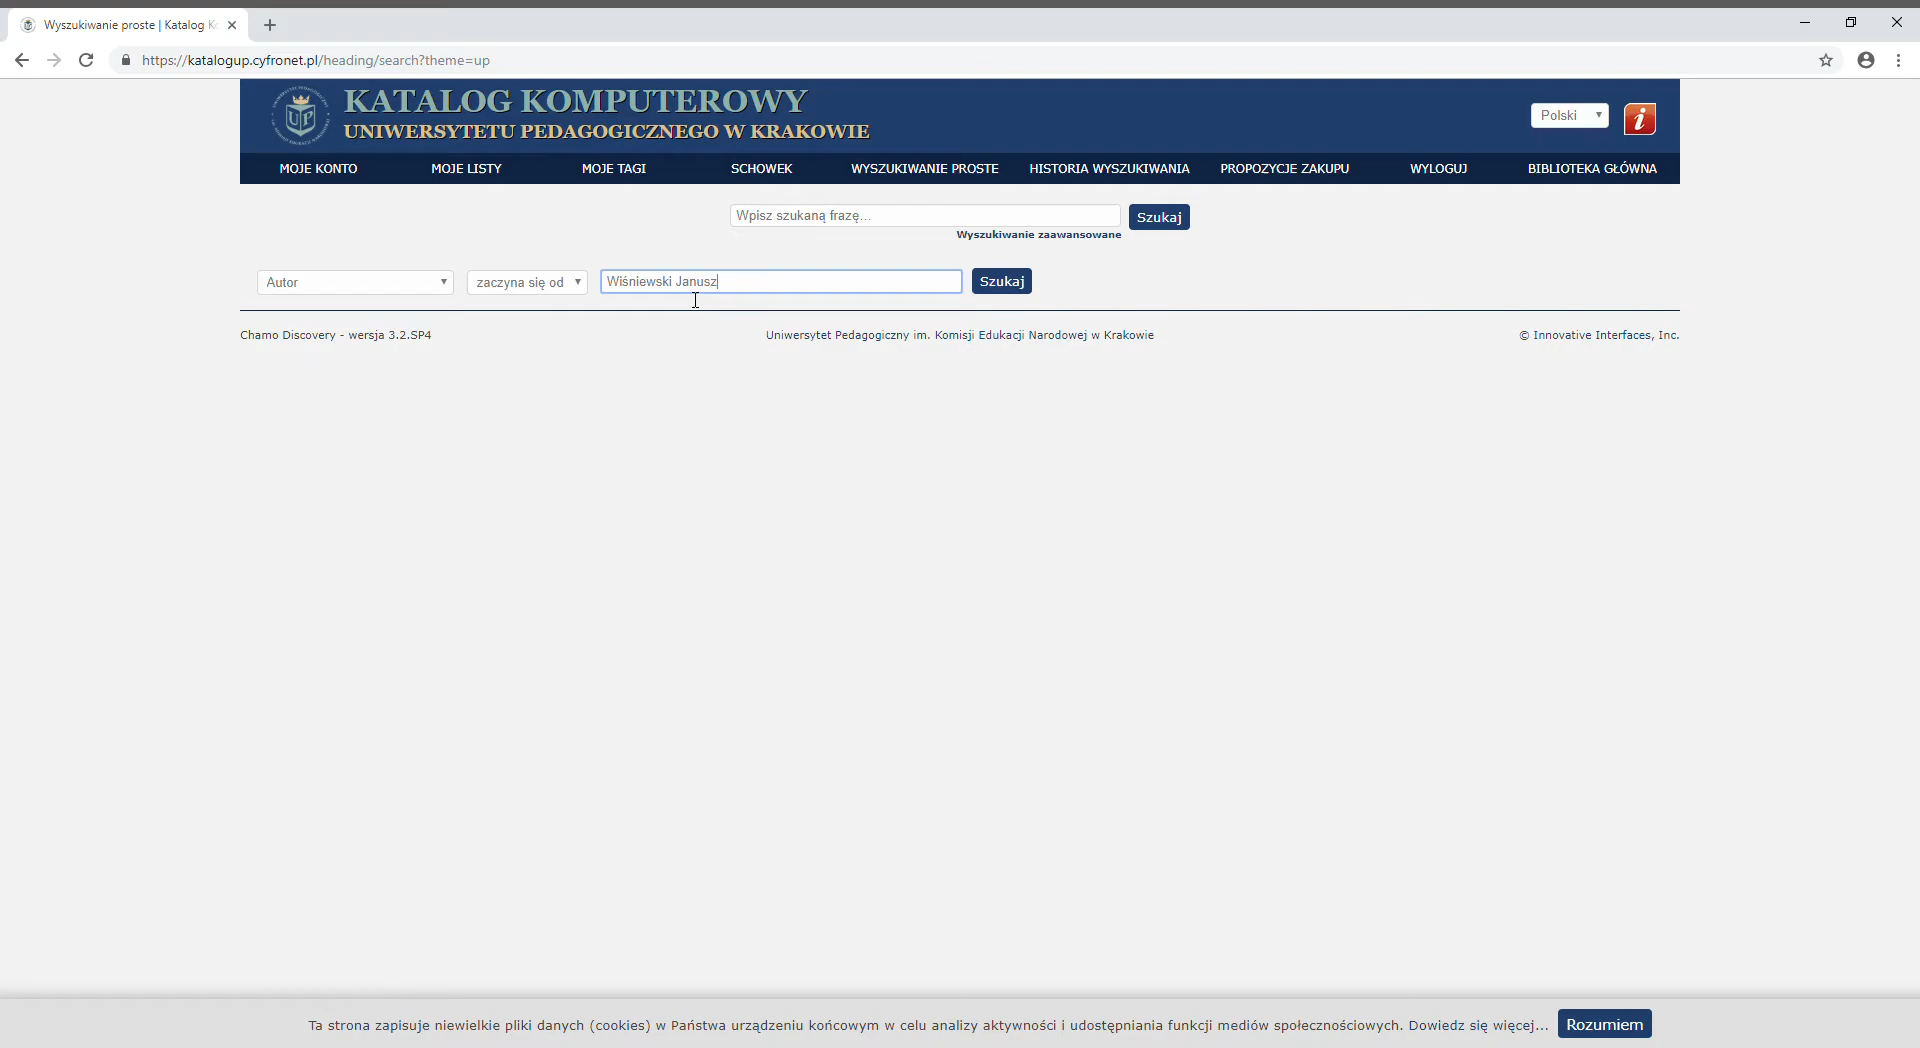 Wyszukiwanie proste | Katalog
https://katalogup.cyfronet.pl/heading/search?theme=up
UP
KATALOG KOMPUTEROWY
UNIWERSYTETU PEDAGOGICZNEGO W KRAKOWIE
Polski
i
MOJE KONTO MOJE LISTY MOJE TAGI SCHOWEK WYSZUKIWANIE PROSTE HISTORIA WYSZUKIWANIA PROPOZYCJE ZAKUPU WYLOGUJ BIBLIOTEKA GŁÓWNA
Wpisz szukaną frazę... Szukaj
Wyszukiwanie zaawansowane
Autor zaczyna się od Wiśniewski Janusz Szukaj
Chamo Discovery - wersja 3.2.SP4 Uniwersytet Pedagogiczny im. Komisji Edukacji Narodowej w Krakowie © Innovative Interfaces, Inc.
Ta strona zapisuje niewielkie pliki danych (cookies) w Państwa urządzeniu końcowym w celu analizy aktywności i udostępniania funkcji mediów społecznościowych. Dowiedz się więcej... Rozumiem